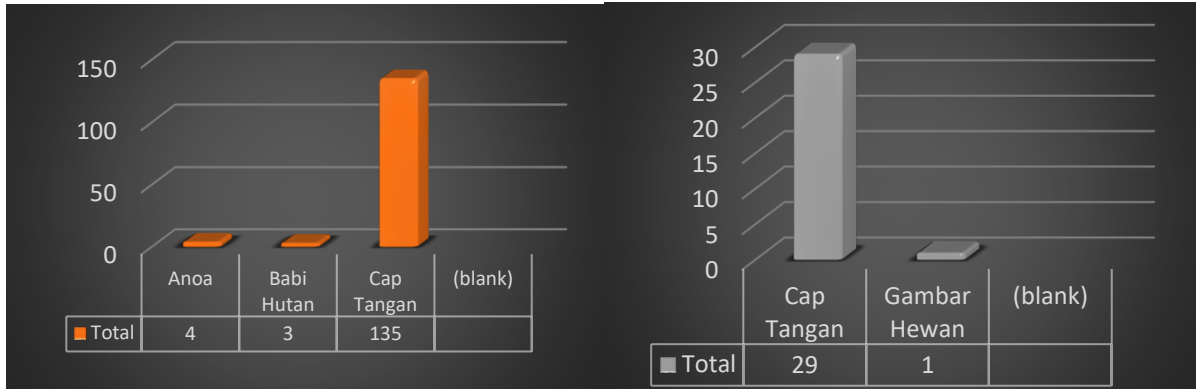 150
100
50
0
Anoa
Babi
Hutan
Cap
Tangan
(blank)
Total 4 3 135
30
25
20
15
10
5
0
Cap
Tangan
Gambar
Hewan
(blank)
Total 29 1